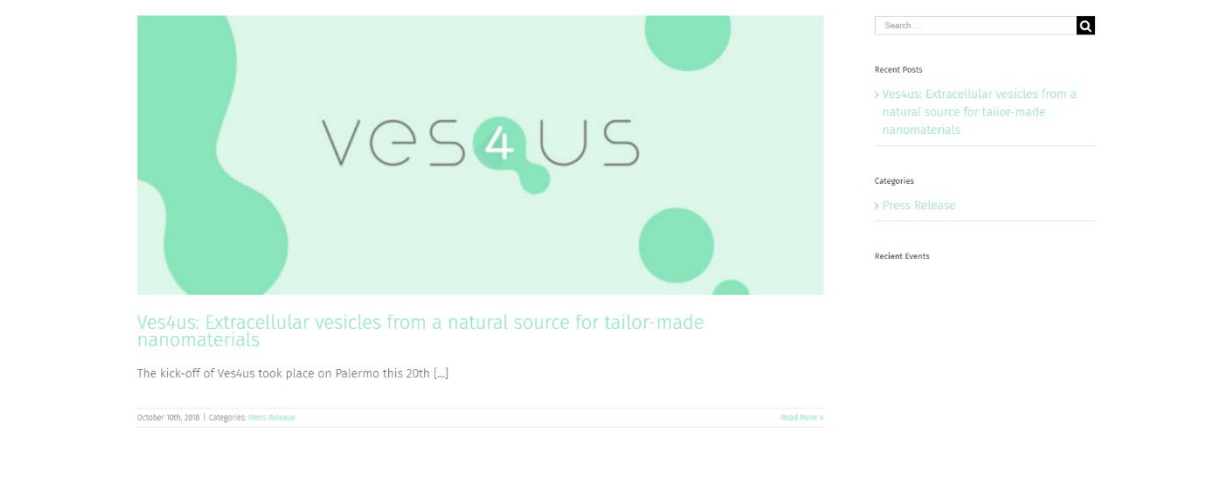 ves4us
Ves4us: Extracellular vesicles from a natural source for tailor-made
nanomaterials
The kick-off of Ves4us took place on Palermo this 20th [...]
October 10th, 2018 | Categories: Press Release
Read More >
Search ...
Recent Posts
> Ves4us: Extracellular vesicles from a
natural source for tailor-made
nanomaterials
Categories
> Press Release
Recient Events